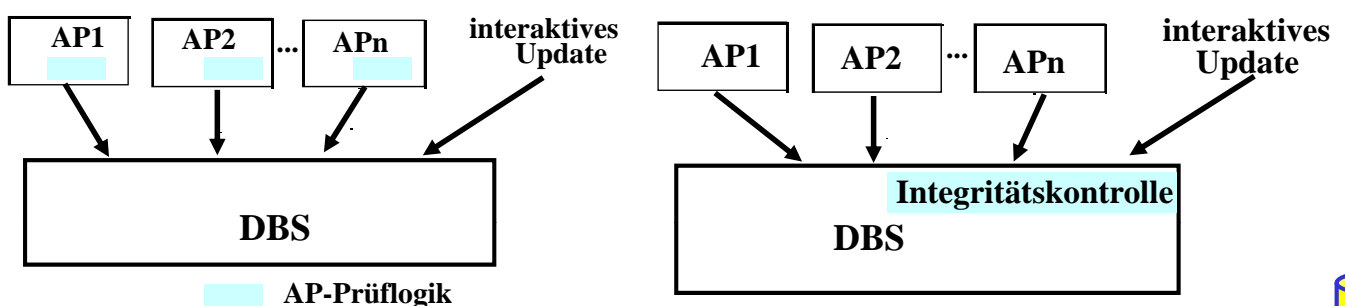 AP1
AP2
...
APn
interaktives
Update
DBS
AP-Prüflogik
AP1
AP2
...
APn
interaktives
Update
Integritätskontrolle
DBS